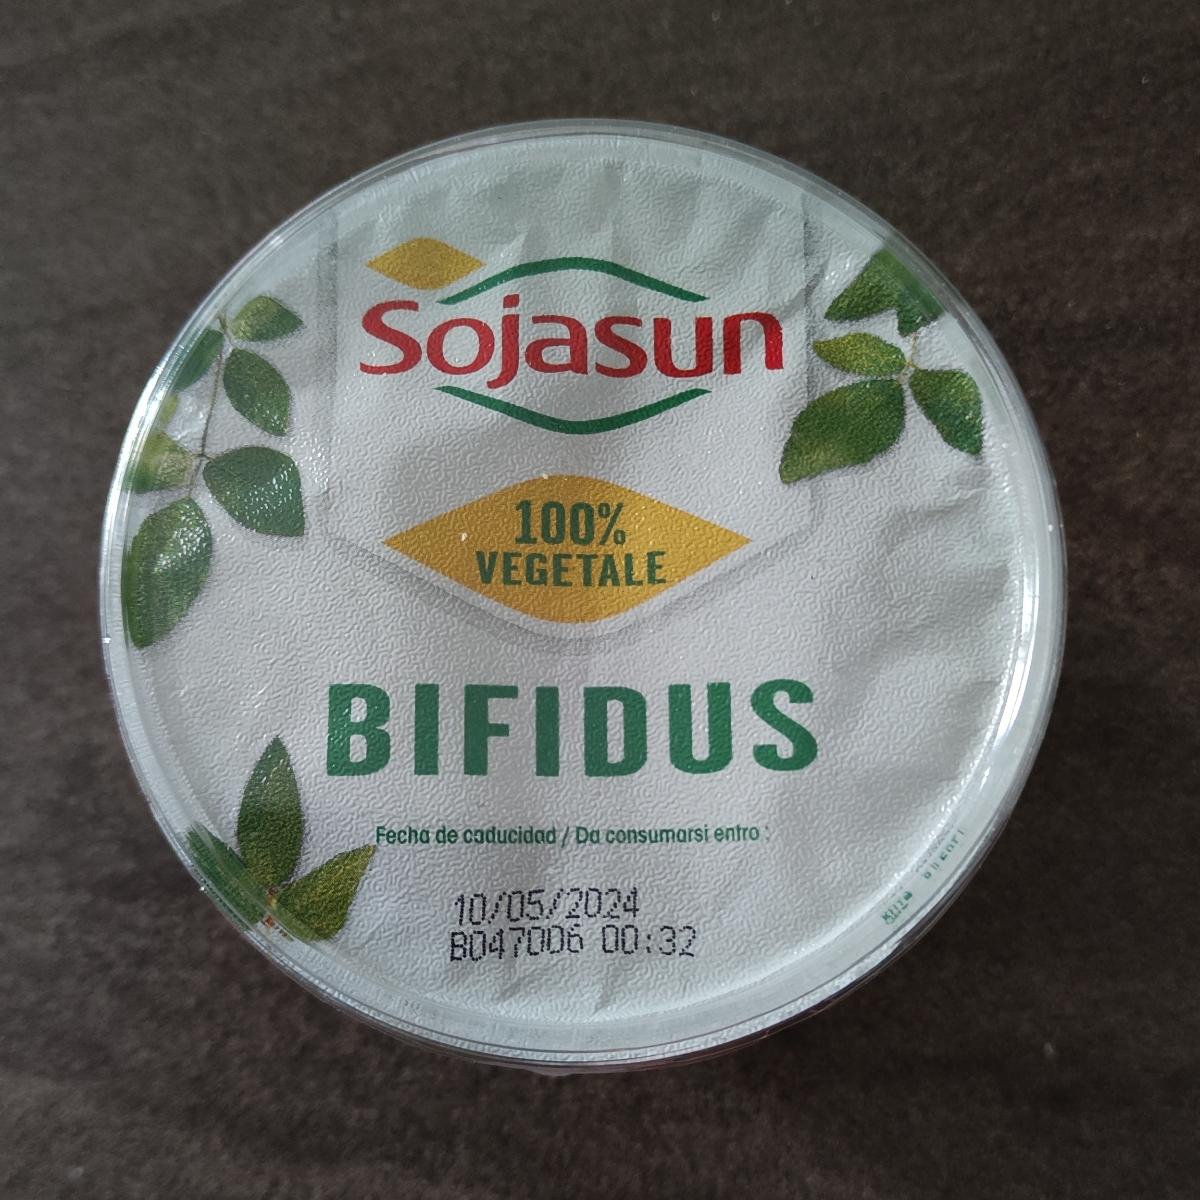 Sojasun
100%
VEGETALE
BIFIDUS
Fecha de caducidad / Da consumarsi entro :
10/05/2024
B047006 00:32